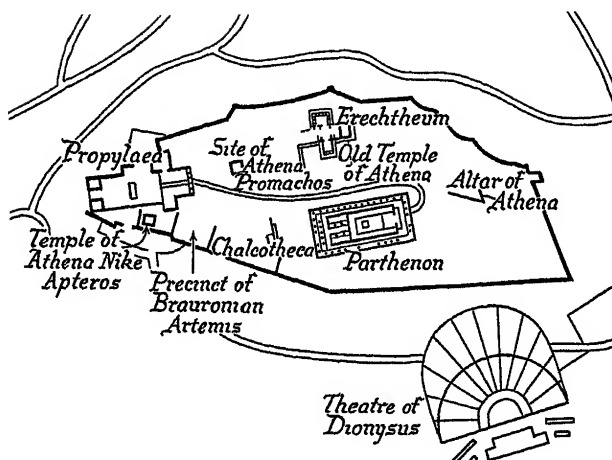 Erechtheum
Propylaea
Site of
Athena
Promachos
Old Temple
of Athena
Altar of
Athena
Temple of
Athena Nike
Apteros
Chalcotheca
Parthenon
Precinct of
Brauronian
Artemis
Theatre of
Dionysus